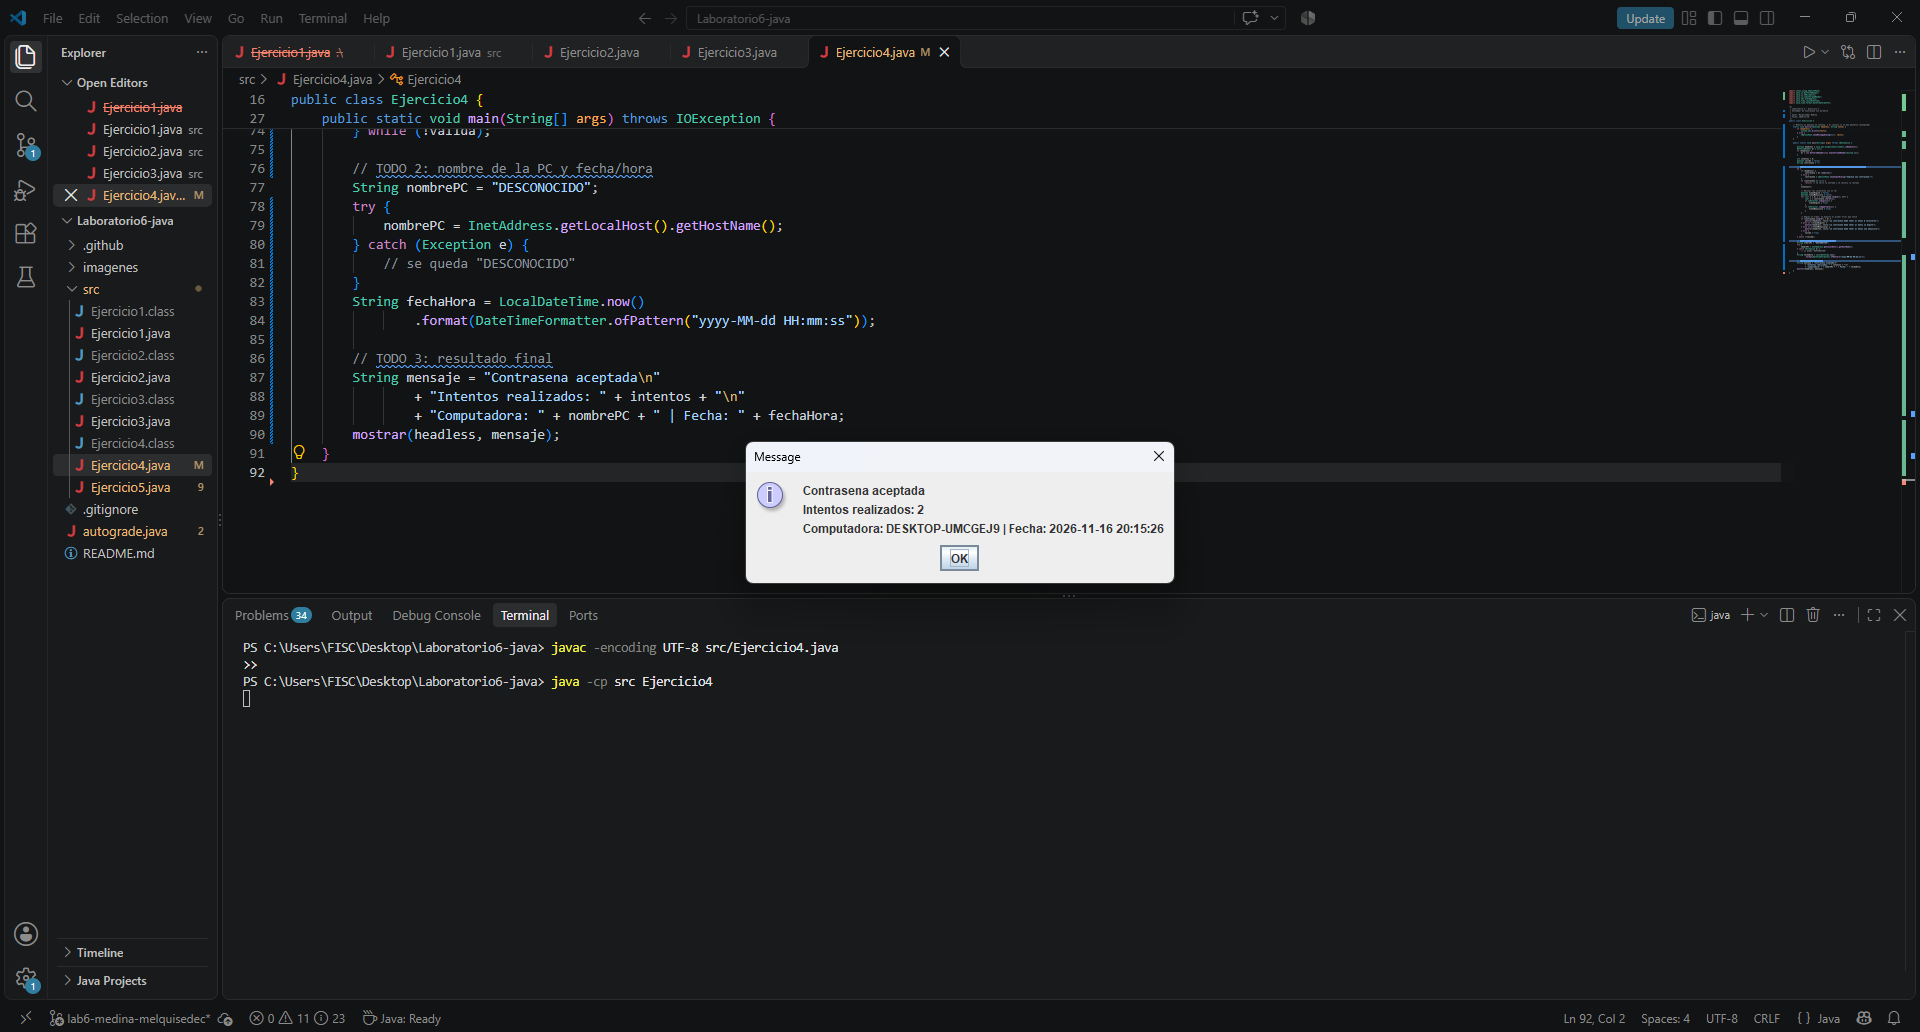 File Edit Selection View Go Run Terminal Help
Laboratorio6-java
Update
Explorer
Open Editors
Ejercicio1.java
Ejercicio1.java src
Ejercicio2.java src
Ejercicio3.java src
Ejercicio4.jav... M
Laboratorio6-java
.github
imagenes
src
Ejercicio1.class
Ejercicio1.java
Ejercicio2.class
Ejercicio2.java
Ejercicio3.class
Ejercicio3.java
Ejercicio4.class
Ejercicio4.java M
Ejercicio5.java 9
.gitignore
autograde.java 2
README.md
Timeline
Java Projects
Ejercicio1.java
Ejercicio1.java src
Ejercicio2.java
Ejercicio3.java
Ejercicio4.java M
src > Ejercicio4.java > Ejercicio4
16 public class Ejercicio4 {
27 public static void main(String[] args) throws IOException {
74 } while (!valida);
75
76 // TODO 2: nombre de la PC y fecha/hora
77 String nombrePC = "DESCONOCIDO";
78 try {
79 nombrePC = InetAddress.getLocalHost().getHostName();
80 } catch (Exception e) {
81 // se queda "DESCONOCIDO"
82 }
83 String fechaHora = LocalDateTime.now()
84 .format(DateTimeFormatter.ofPattern("yyyy-MM-dd HH:mm:ss"));
85
86 // TODO 3: resultado final
87 String mensaje = "Contrasena aceptada\n"
88 + "Intentos realizados: " + intentos + "\n"
89 + "Computadora: " + nombrePC + " | Fecha: " + fechaHora;
90 mostrar(headless, mensaje);
91 }
92 }
Message
Contrasena aceptada
Intentos realizados: 2
Computadora: DESKTOP-UMCGEJ9 | Fecha: 2026-11-16 20:15:26
OK
Problems 34 Output Debug Console Terminal Ports
java
PS C:\Users\FISC\Desktop\Laboratorio6-java> javac -encoding UTF-8 src/Ejercicio4.java
>>
PS C:\Users\FISC\Desktop\Laboratorio6-java> java -cp src Ejercicio4
lab6-medina-melquisedec* 0 11 23 Java: Ready
Ln 92, Col 2 Spaces: 4 UTF-8 CRLF {} Java